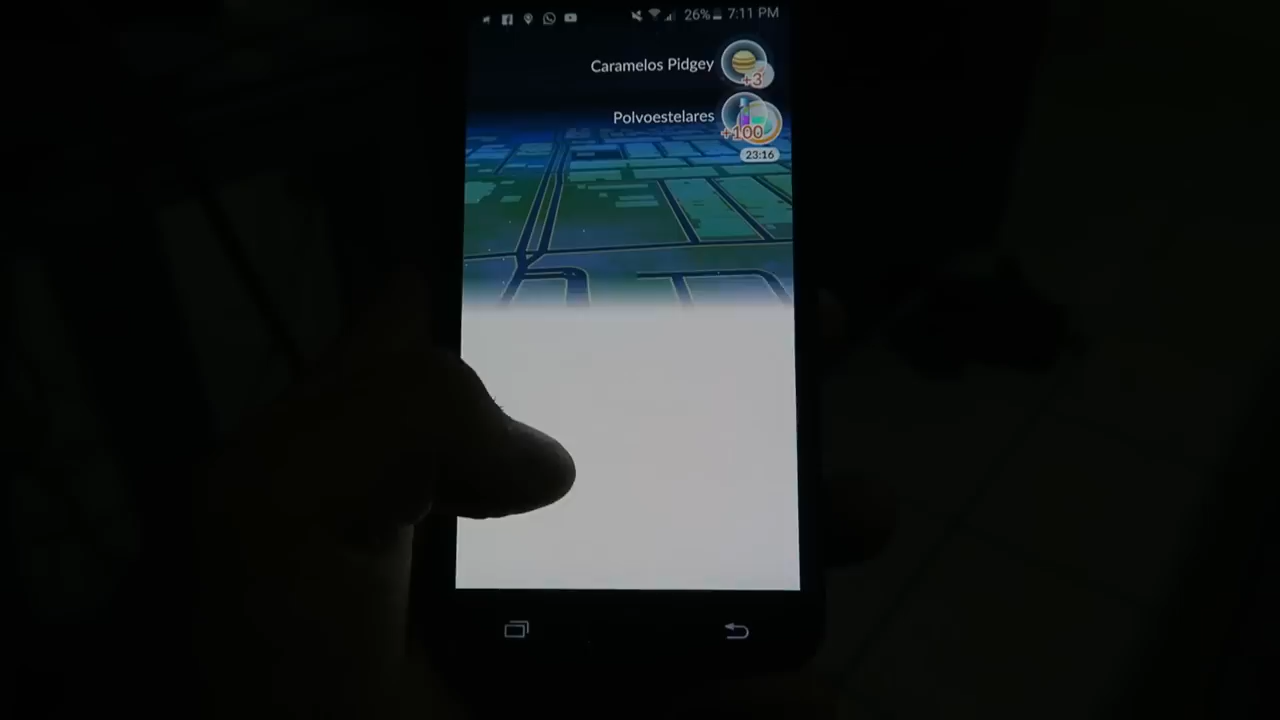 26% 7:11 PM
Caramelos Pidgey
+3
Polvoestelares
+100
23:16